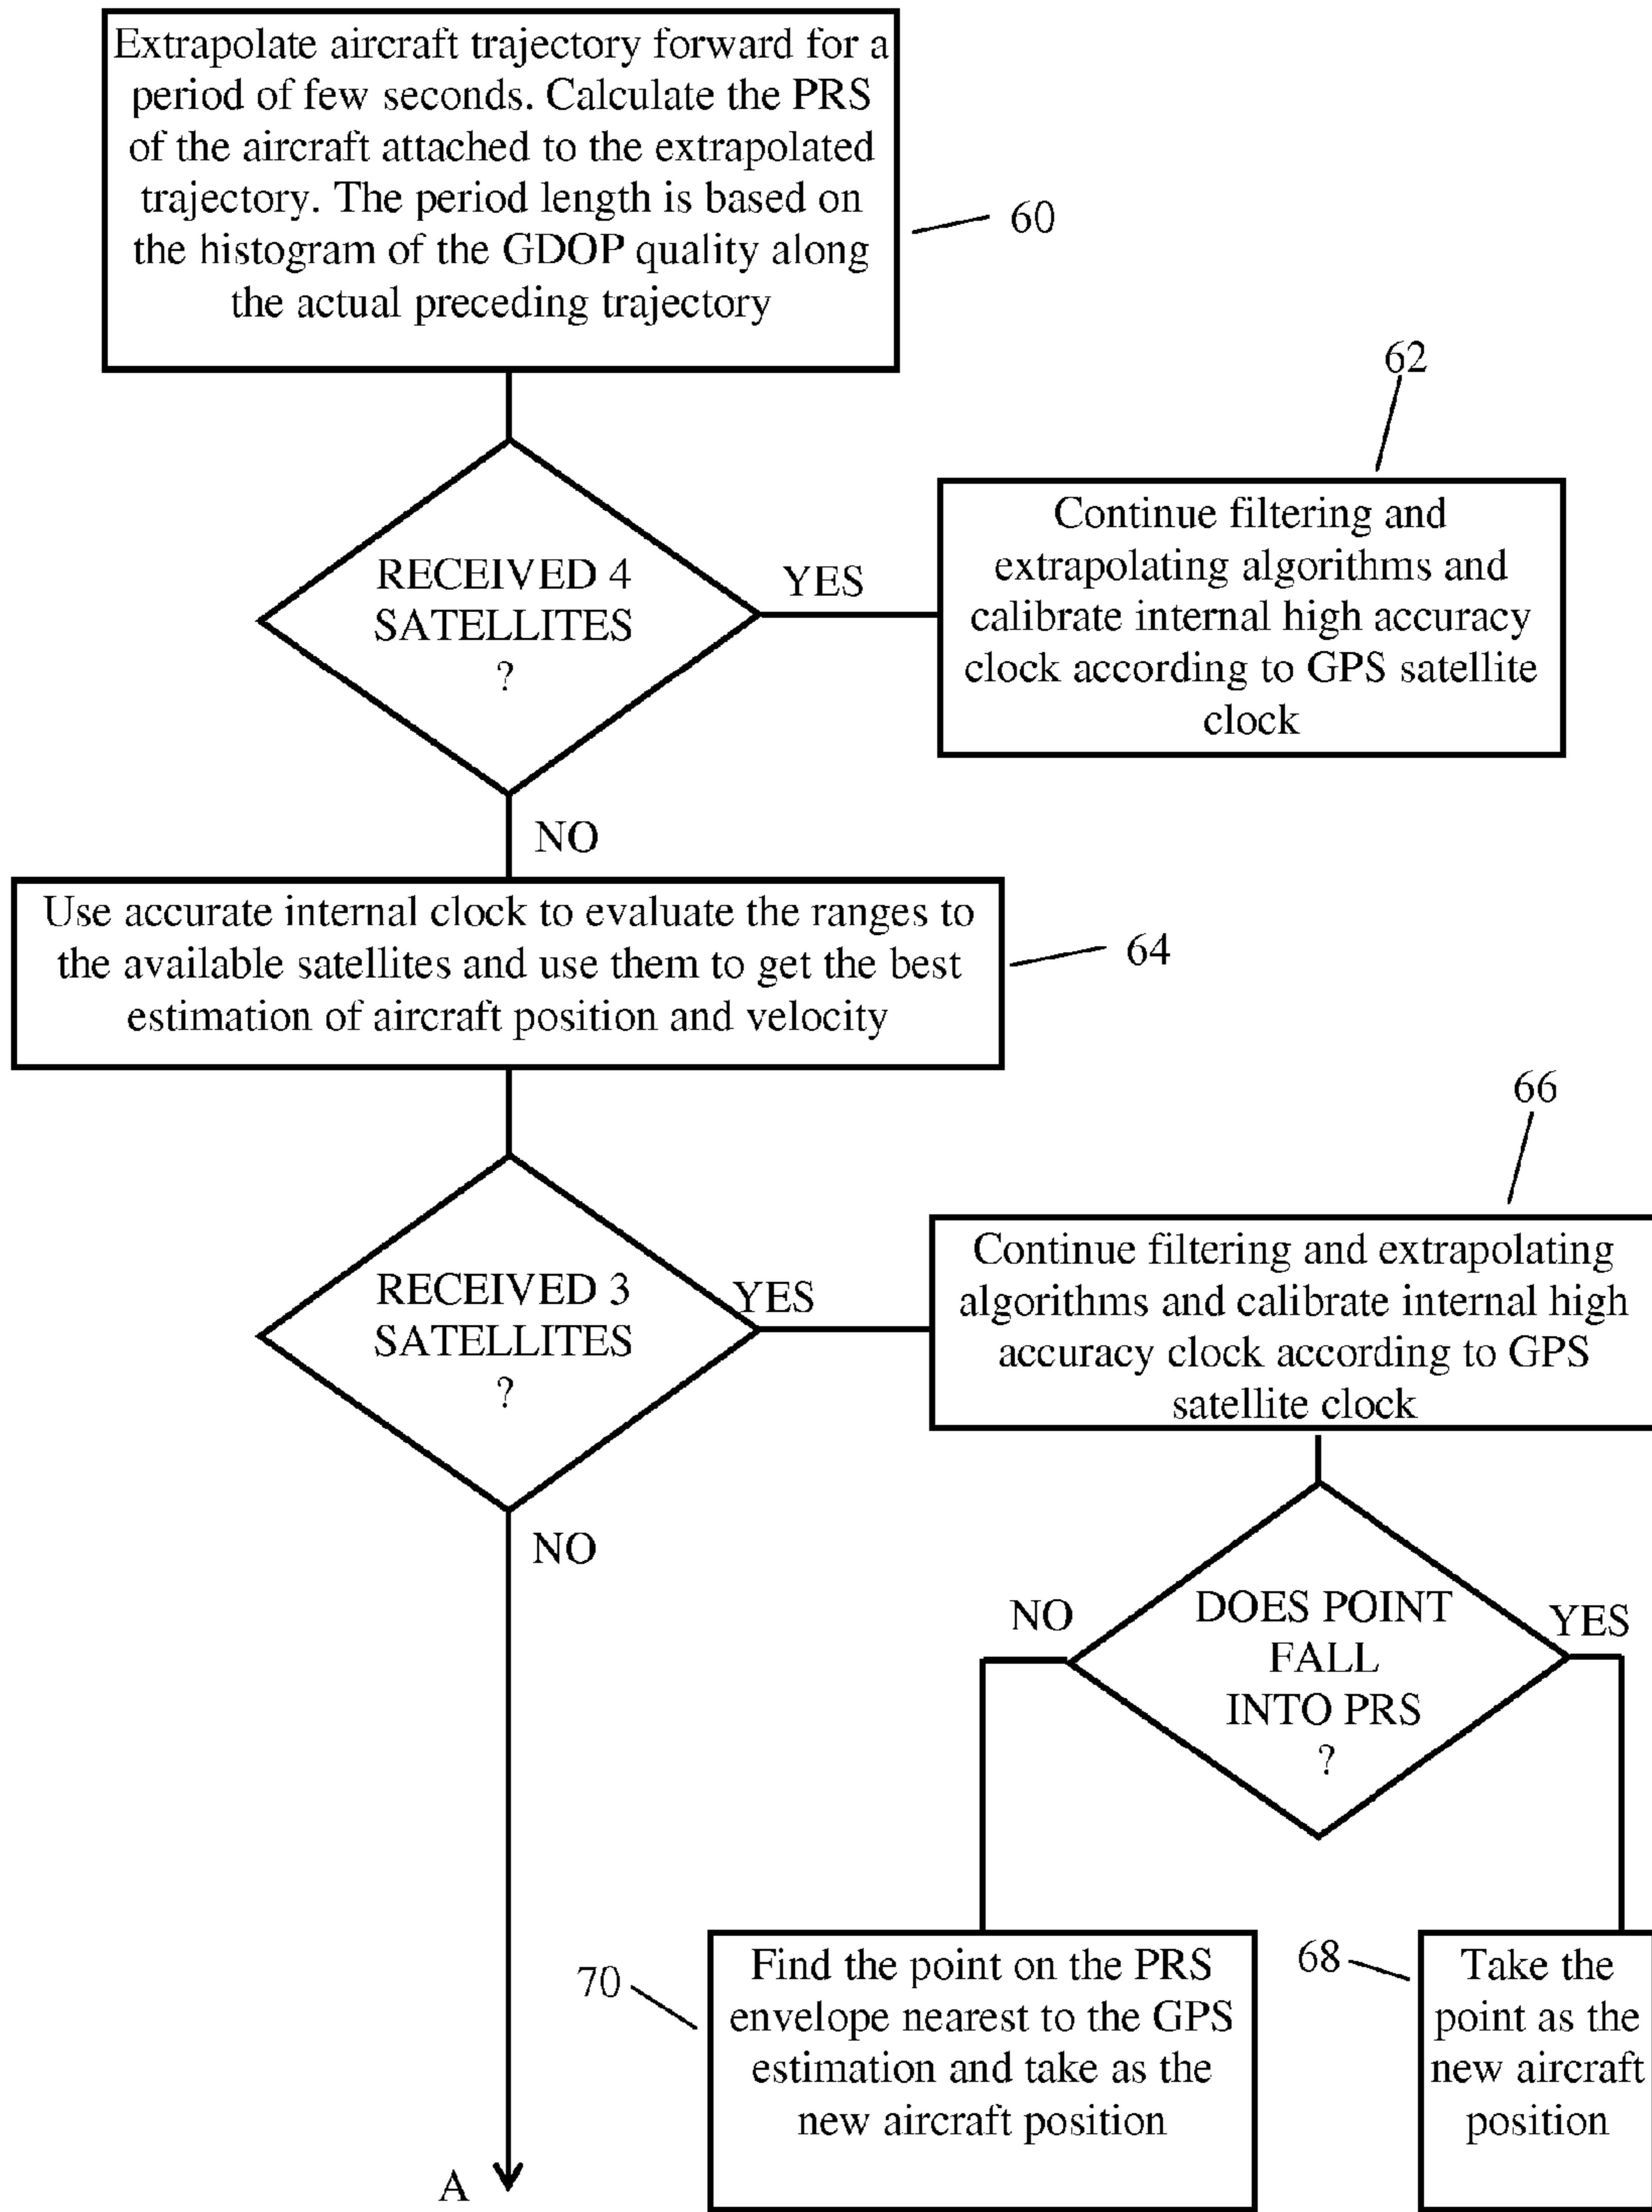 Extrapolate aircraft trajectory forward for a
period of few seconds. Calculate the PRS
of the aircraft attached to the extrapolated
trajectory. The period length is based on
the histogram of the GDOP quality along
the actual preceding trajectory
60
62
RECEIVED 4
SATELLITES
?
YES
Continue filtering and
extrapolating algorithms and
calibrate internal high accuracy
clock according to GPS satellite
clock
NO
Use accurate internal clock to evaluate the ranges to
the available satellites and use them to get the best
estimation of aircraft position and velocity
64
66
RECEIVED 3
SATELLITES
?
YES
Continue filtering and extrapolating
algorithms and calibrate internal high
accuracy clock according to GPS
satellite clock
NO
NO
DOES POINT
FALL
INTO PRS
?
YES
70
Find the point on the PRS
envelope nearest to the GPS
estimation and take as the
new aircraft position
68
Take the
point as the
new aircraft
position
A